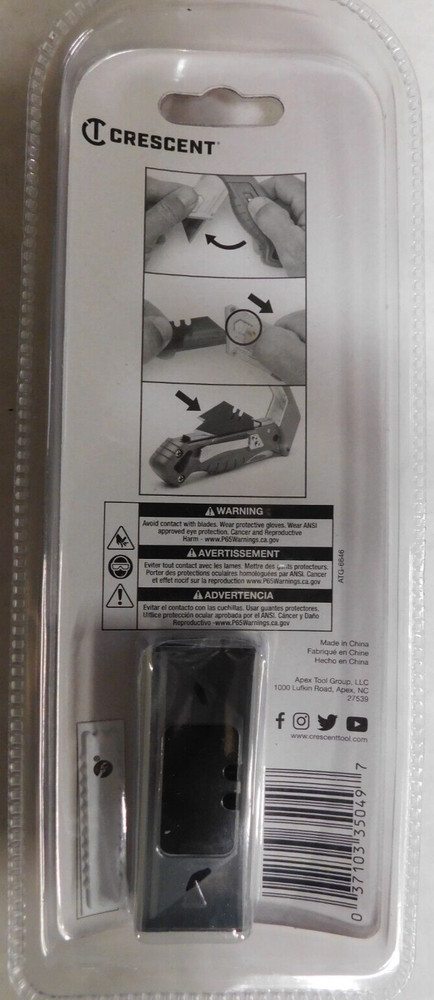 CRESCENT
WARNING
Avoid contact with blades. Wear protective gloves. Wear ANSI
approved eye protection. Cancer and Reproductive
Harm - www.P65Warnings.ca.gov
AVERTISSEMENT
Eviter tout contact avec les lames. Mettre des gants protecteurs.
Porter des protections oculaires homologuées par ANSI. Cancer
et effet nocif sur la reproduction www.P65Warnings.ca.gov
ADVERTENCIA
Evitar el contacto con las cuchillas. Usar guantes protectores.
Utilice protección ocular aprobada por el ANSI. Cáncer y Daño
Reproductivo -www.P65Warnings.ca.gov
ATG-6646
Made in China
Fabriqué en Chine
Hecho en China
Apex Tool Group, LLC
1000 Lufkin Road, Apex, NC
27539
www.crescenttool.com
0 37103 35049 7